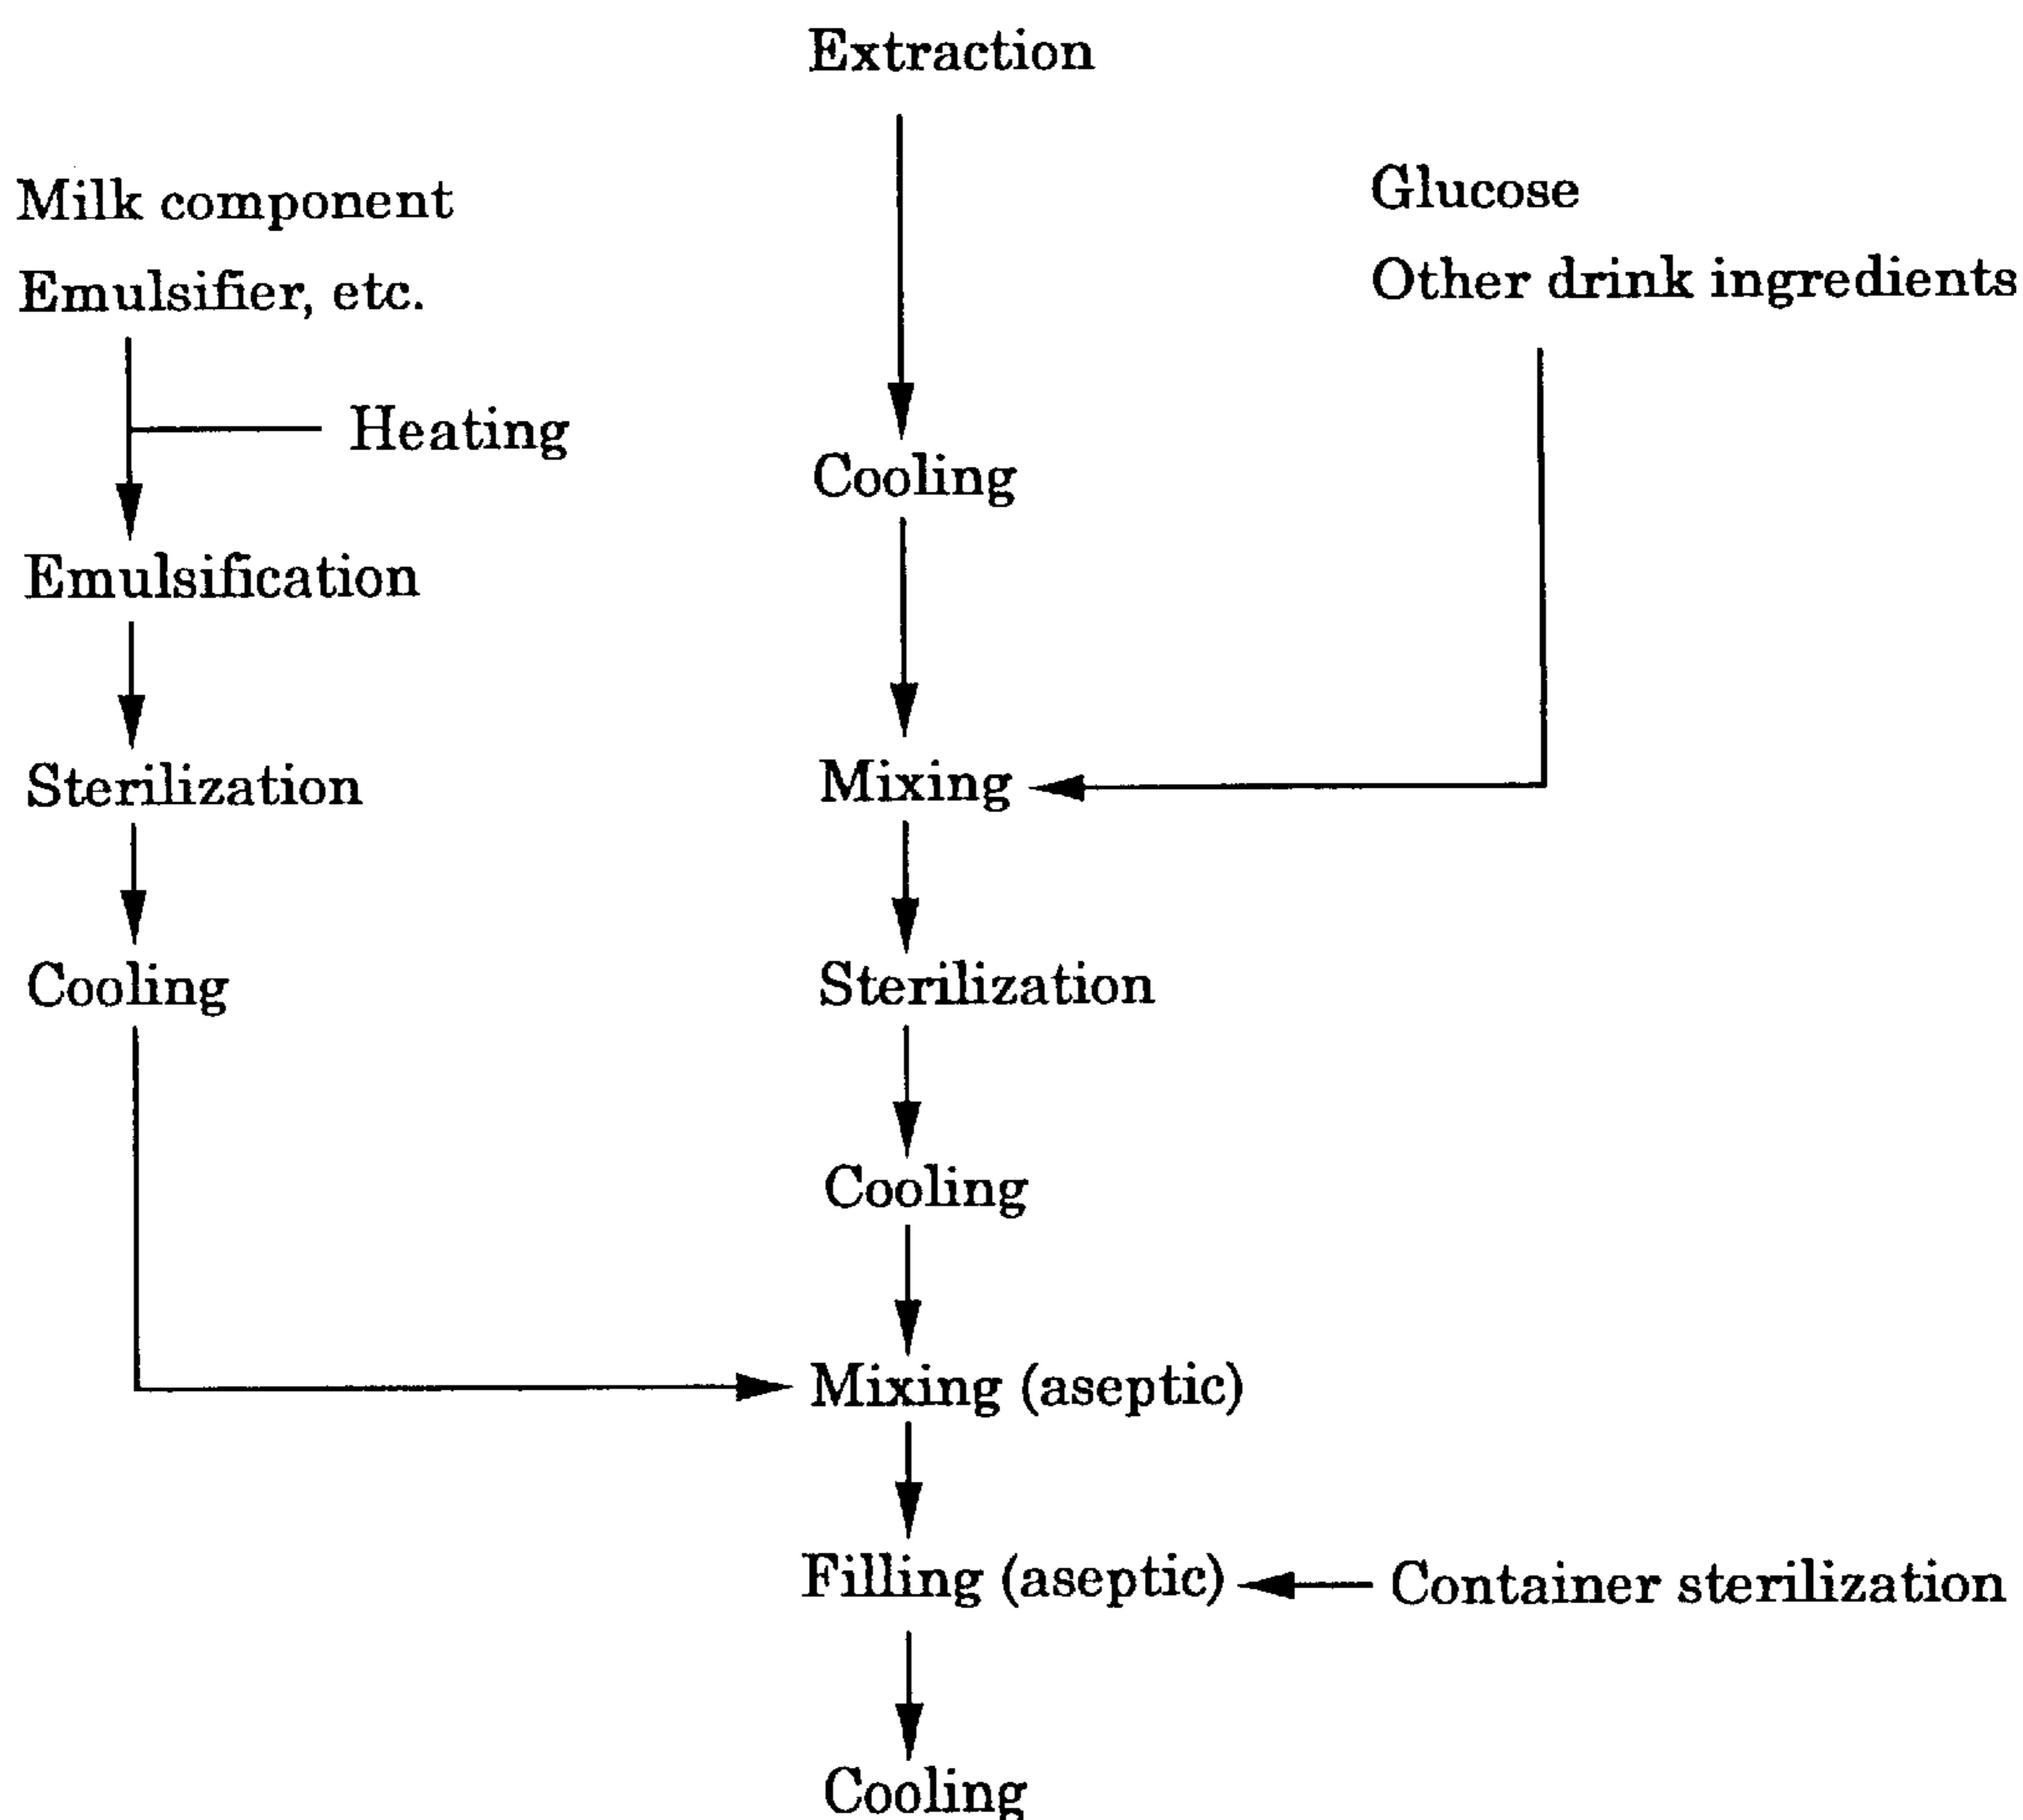 Extraction
Milk component
Emulsifier, etc.
Glucose
Other drink ingredients
Heating
Cooling
Emulsification
Sterilization
Mixing
Cooling
Sterilization
Cooling
Mixing (aseptic)
Filling (aseptic)
Container sterilization
Cooling